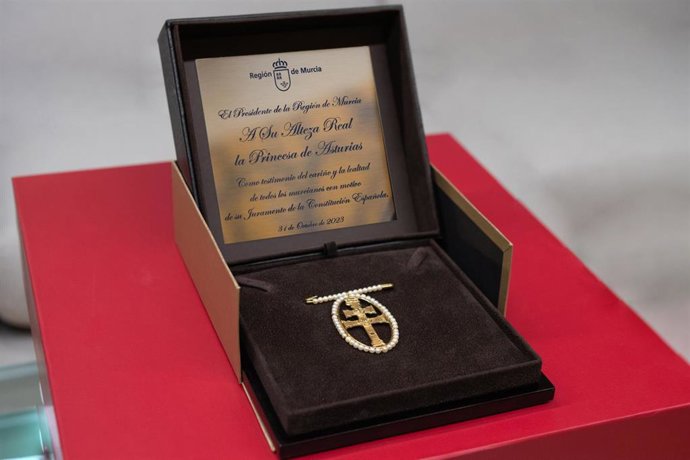 Región de Murcia
El Presidente de la Región de Murcia
A Su Alteza Real
la Princesa de Asturias
Como testimonio del cariño y la lealtad
de todos los murcianos con motivo
de su Juramento de la Constitución Española.
31 de Octubre de 2023